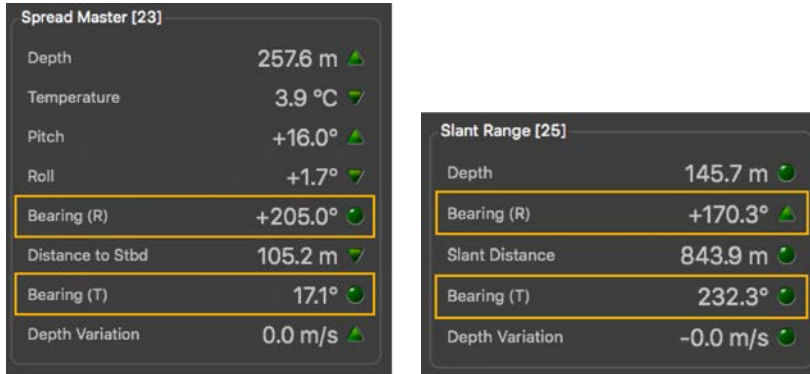 Spread Master [23]
Depth 257.6 m
Temperature 3.9 °C
Pitch +16.0°
Roll +1.7°
Bearing (R) +205.0°
Distance to Stbd 105.2 m
Bearing (T) 17.1°
Depth Variation 0.0 m/s
Slant Range [25]
Depth 145.7 m
Bearing (R) +170.3°
Slant Distance 843.9 m
Bearing (T) 232.3°
Depth Variation -0.0 m/s